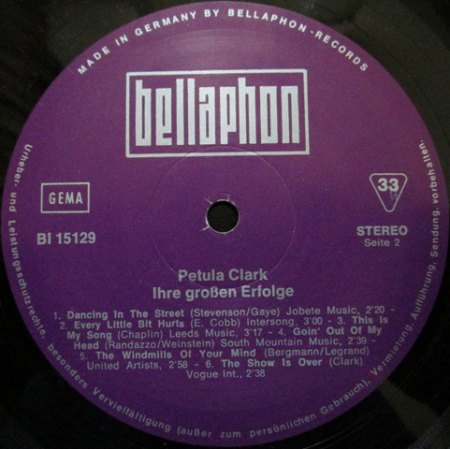 MADE IN GERMANY BY BELLAPHON-RECORDS
bellaphon
GEMA
33
BI 15129
STEREO
Seite 2
Petula Clark
Ihre großen Erfolge
1. Dancing In The Street (Stevenson/Gaye) Jobete Music, 2'20 -
2. Every Little Bit Hurts (E. Cobb) Intersong, 3'00 - 3. This Is
My Song (Chaplin) Leeds Music, 3'17 - 4. Goin' Out Of My
Head (Randazzo/Weinstein) South Mountain Music, 2'39 -
5. The Windmills Of Your Mind (Bergmann/Legrand)
United Artists, 2'58 - 6. The Show Is Over (Clark)
Vogue Int., 2'38
Urheber- und Leistungsschutzrechte, besonders Vervielfältigung (außer zum persönlichen Gebrauch), Vermietung, Aufführung, Sendung, vorbehalten.